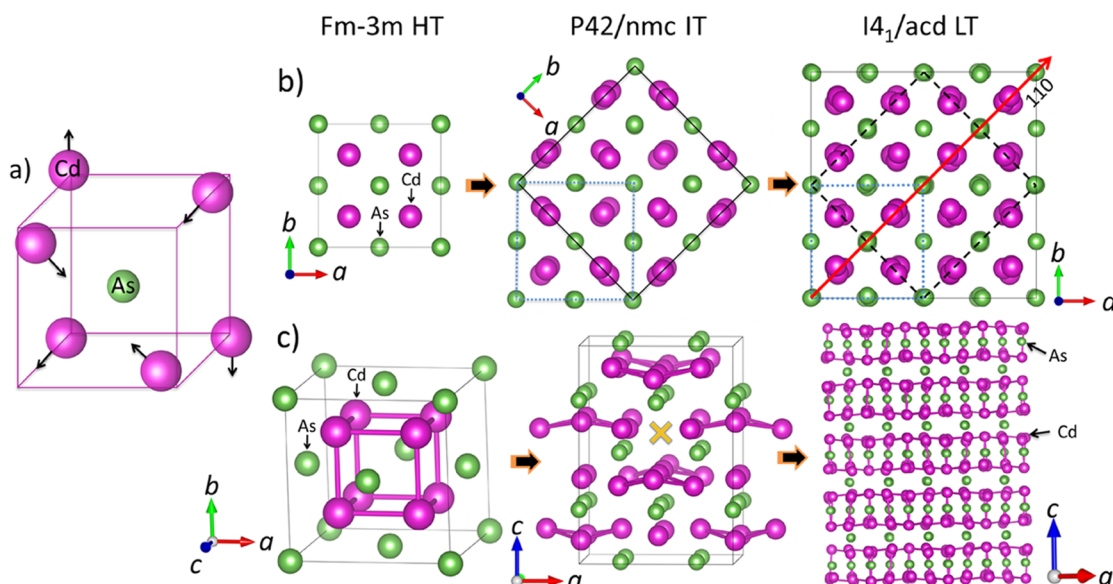 Fm-3m HT
P42/nmc IT
I4₁/acd LT
a)
Cd
As
b)
Cd
As
b
a
b
a
110
b
a
c)
Cd
As
b
a
c
c
a
As
Cd
c
a